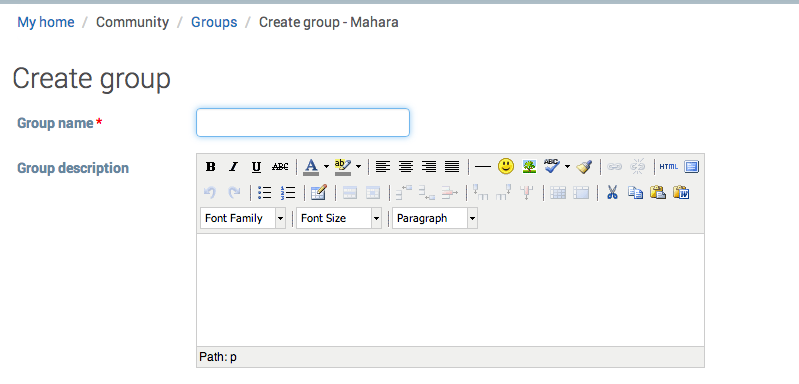 My home / Community / Groups / Create group - Mahara
Create group
Group name *
Group description
B I U ABC A ab ABC HTML
Font Family Font Size Paragraph
Path: p